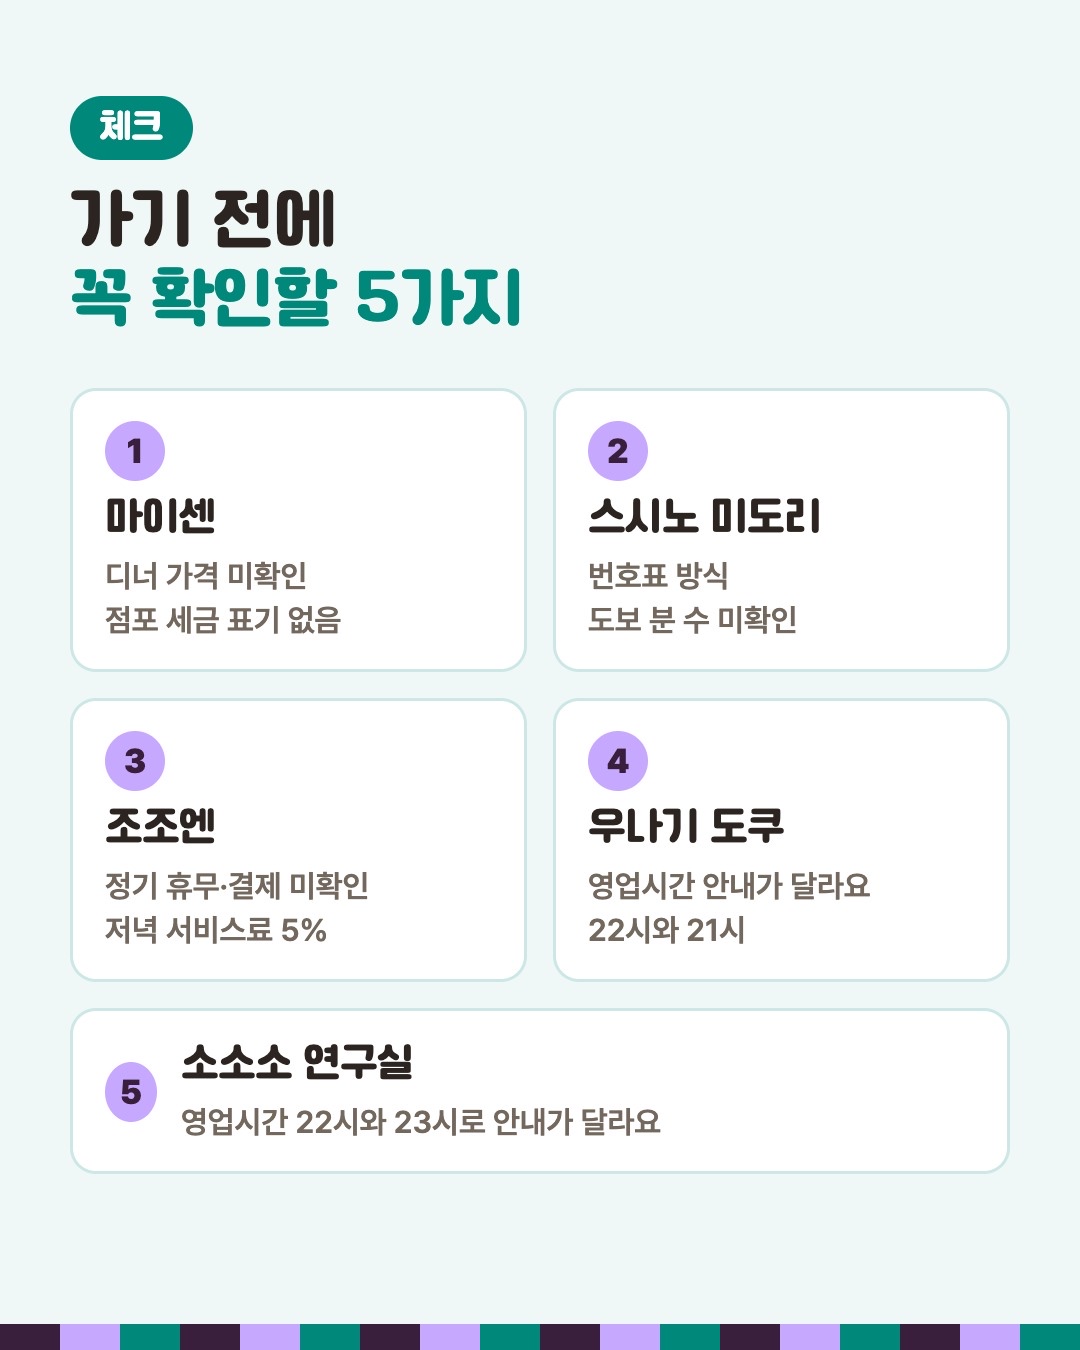 체크
가기 전에
꼭 확인할 5가지
1
마이센
디너 가격 미확인
점포 세금 표기 없음
2
스시노 미도리
번호표 방식
도보 분 수 미확인
3
조조엔
정기 휴무·결제 미확인
저녁 서비스료 5%
4
우나기 도쿠
영업시간 안내가 달라요
22시와 21시
5
소소소 연구실
영업시간 22시와 23시로 안내가 달라요